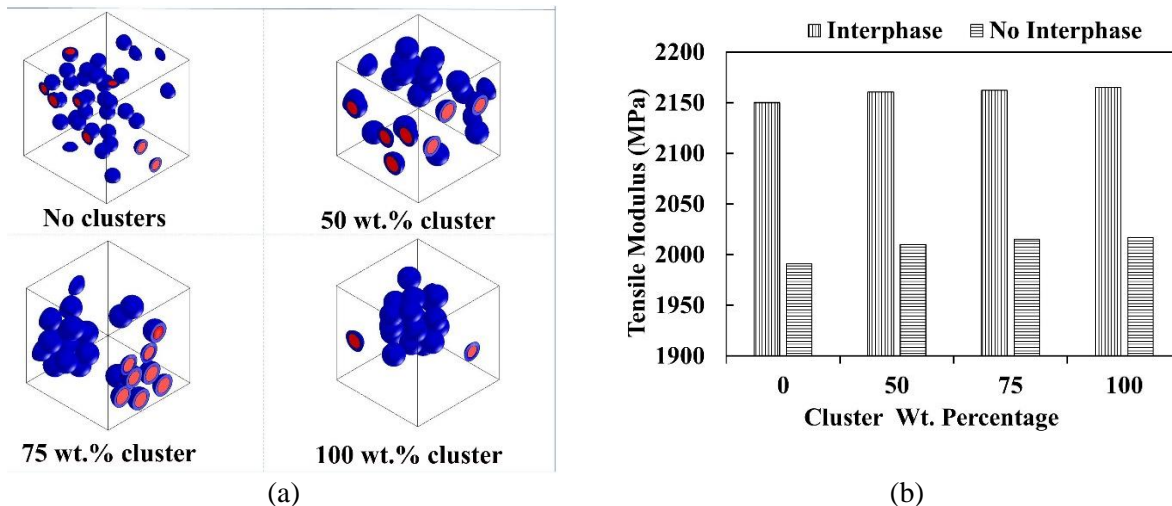 No clusters
50 wt.% cluster
75 wt.% cluster
100 wt.% cluster
(a)
Interphase
No Interphase
Tensile Modulus (MPa)
2200
2150
2100
2050
2000
1950
1900
0
50
75
100
Cluster Wt. Percentage
(b)